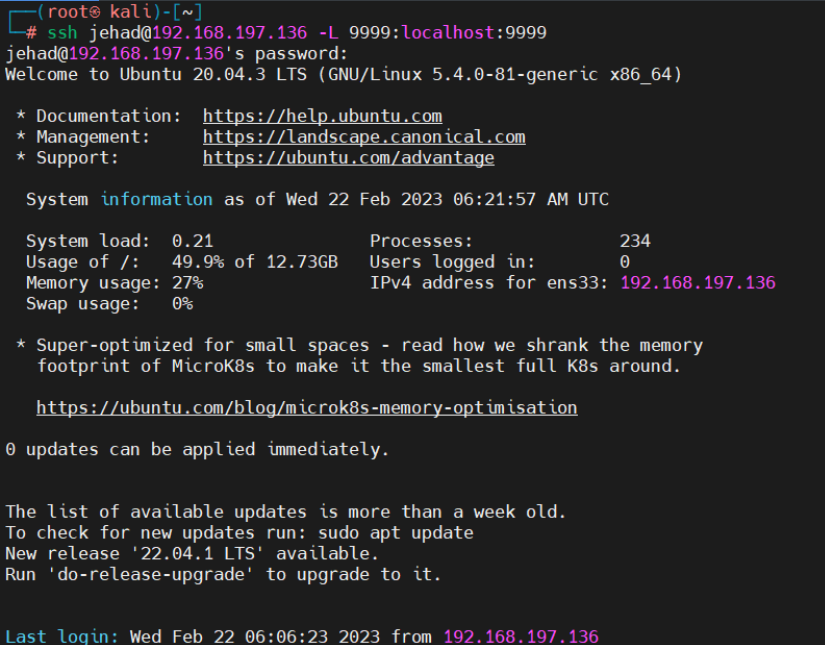 ┌──(root㉿ kali)-[~]
└─# ssh jehad@192.168.197.136 -L 9999:localhost:9999
jehad@192.168.197.136's password:
Welcome to Ubuntu 20.04.3 LTS (GNU/Linux 5.4.0-81-generic x86_64)
* Documentation: https://help.ubuntu.com
* Management: https://landscape.canonical.com
* Support: https://ubuntu.com/advantage
System information as of Wed 22 Feb 2023 06:21:57 AM UTC
System load: 0.21 Processes: 234
Usage of /: 49.9% of 12.73GB Users logged in: 0
Memory usage: 27% IPv4 address for ens33: 192.168.197.136
Swap usage: 0%
* Super-optimized for small spaces - read how we shrank the memory
footprint of MicroK8s to make it the smallest full K8s around.
https://ubuntu.com/blog/microk8s-memory-optimisation
0 updates can be applied immediately.
The list of available updates is more than a week old.
To check for new updates run: sudo apt update
New release '22.04.1 LTS' available.
Run 'do-release-upgrade' to upgrade to it.
Last login: Wed Feb 22 06:06:23 2023 from 192.168.197.136